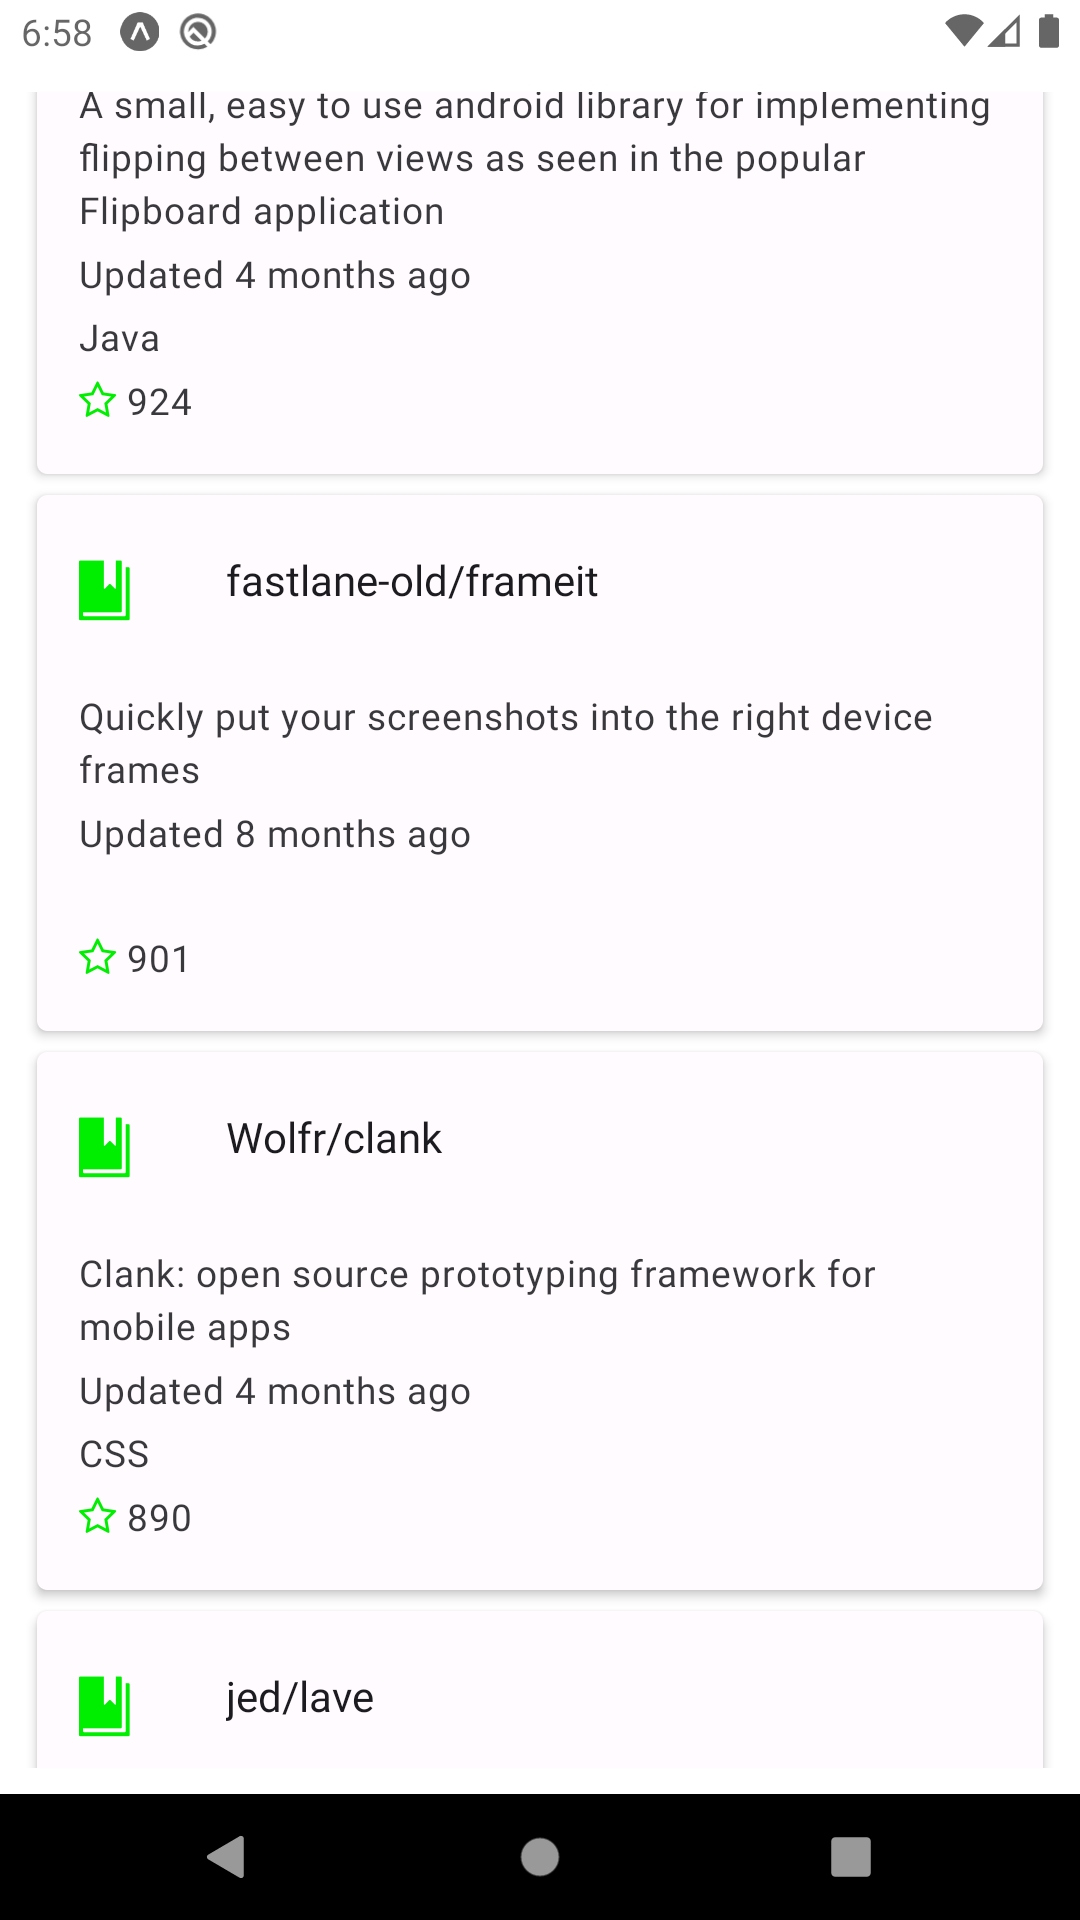 6:58
A small, easy to use android library for implementing
flipping between views as seen in the popular
Flipboard application
Updated 4 months ago
Java
924
fastlane-old/frameit
Quickly put your screenshots into the right device
frames
Updated 8 months ago
901
Wolfr/clank
Clank: open source prototyping framework for
mobile apps
Updated 4 months ago
CSS
890
jed/lave